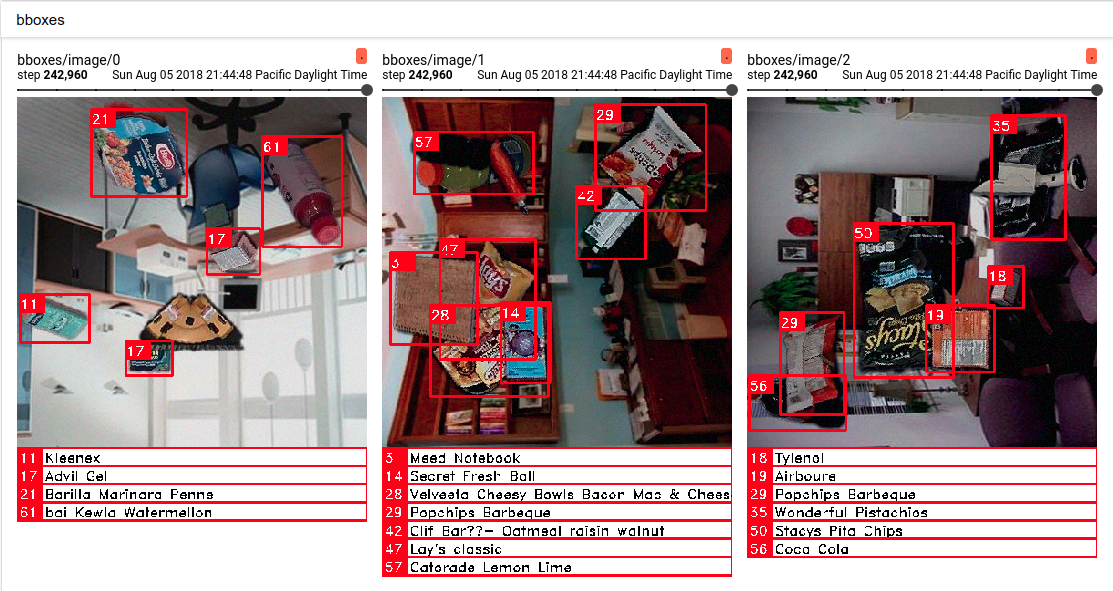 bboxes
bboxes/image/0
step 242,960 Sun Aug 05 2018 21:44:48 Pacific Daylight Time
21
61
17
11
17
11 Kleenex
17 Advil Gel
21 Barilla Marinara Penne
61 bai Kewla Watermellon
bboxes/image/1
step 242,960 Sun Aug 05 2018 21:44:48 Pacific Daylight Time
29
57
42
47
3
28
14
3 Meed Notebook
14 Secret Fresh Ball
28 Velveeta Cheesy Bowls Bacon Mac & Chees
29 Popchips Barbeque
42 Clif Bar??- Oatmeal raisin walnut
47 Lay's classic
57 Gatorade Lemon Lime
bboxes/image/2
step 242,960 Sun Aug 05 2018 21:44:48 Pacific Daylight Time
35
50
18
19
29
56
Stacy's
18 Tylenol
19 Airboure
29 Popchips Barbeque
35 Wonderful Pistachios
50 Stacys Pita Chips
56 Coca Cola